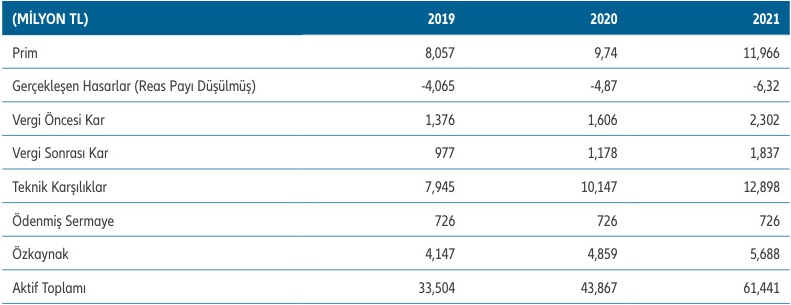 (MİLYON TL) 2019 2020 2021
Prim 8,057 9,74 11,966
Gerçekleşen Hasarlar (Reas Payı Düşülmüş) -4,065 -4,87 -6,32
Vergi Öncesi Kar 1,376 1,606 2,302
Vergi Sonrası Kar 977 1,178 1,837
Teknik Karşılıklar 7,945 10,147 12,898
Ödenmiş Sermaye 726 726 726
Özkaynak 4,147 4,859 5,688
Aktif Toplamı 33,504 43,867 61,441